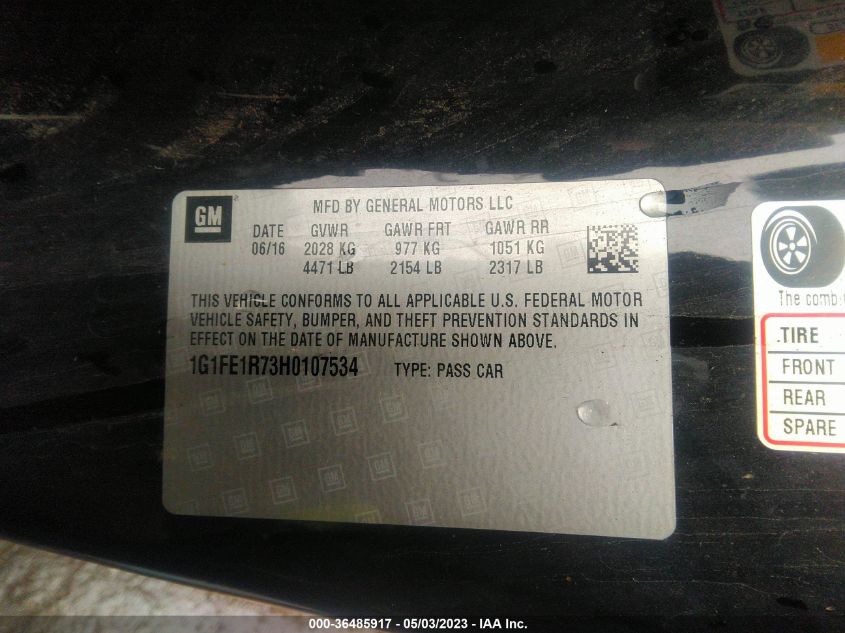 GM
MFD BY GENERAL MOTORS LLC
DATE GVWR GAWR FRT GAWR RR
06/16 2028 KG 977 KG 1051 KG
4471 LB 2154 LB 2317 LB
THIS VEHICLE CONFORMS TO ALL APPLICABLE U.S. FEDERAL MOTOR
VEHICLE SAFETY, BUMPER, AND THEFT PREVENTION STANDARDS IN
EFFECT ON THE DATE OF MANUFACTURE SHOWN ABOVE.
1G1FE1R73H0107534 TYPE: PASS CAR
The comb
TIRE
FRONT
REAR
SPARE
000-36485917 - 05/03/2023 - IAA Inc.